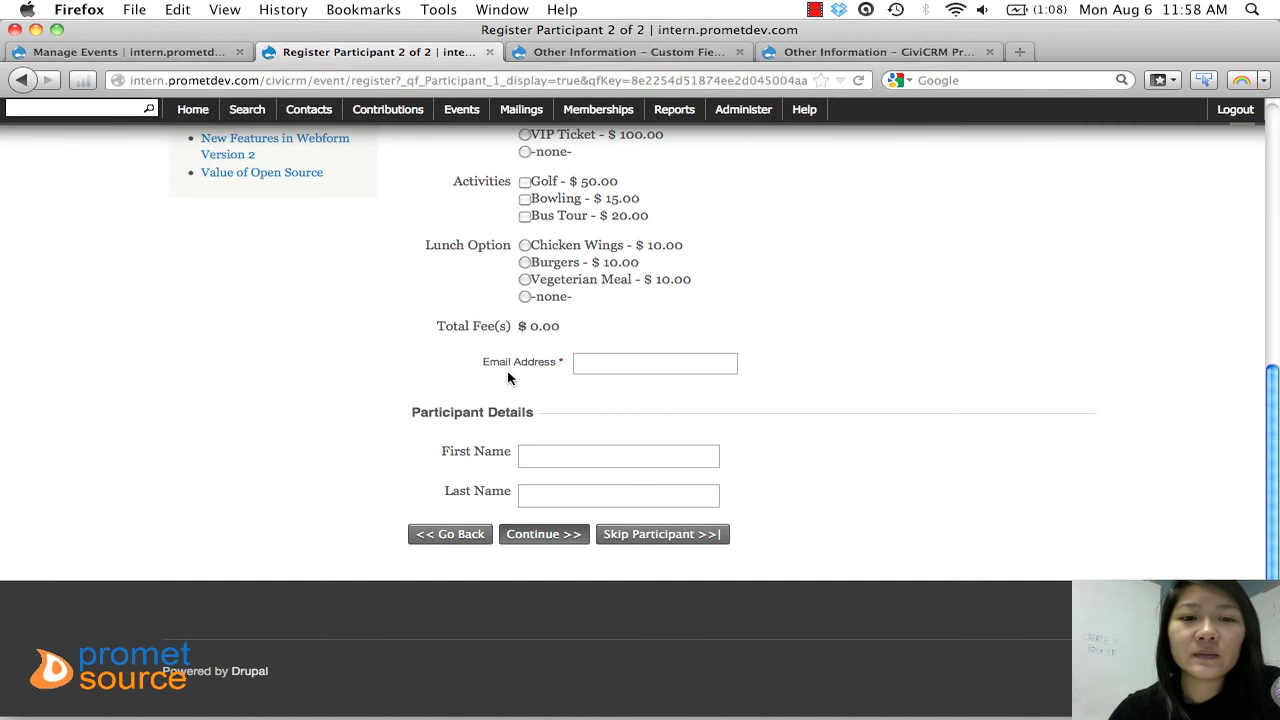 Firefox File Edit View History Bookmarks Tools Window Help (1:08) Mon Aug 6 11:58 AM
Register Participant 2 of 2 | intern.prometdev.com
Manage Events | intern.prometd... Register Participant 2 of 2 | inte... Other Information – Custom Fie... Other Information – CiviCRM Pr...
intern.prometdev.com/civicrm/event/register?_qf_Participant_1_display=true&qfKey=8e2254d51874ee2d045004aa Google
Home Search Contacts Contributions Events Mailings Memberships Reports Administer Help Logout
New Features in Webform
Version 2
Value of Open Source
VIP Ticket - $ 100.00
-none-
Activities Golf - $ 50.00
Bowling - $ 15.00
Bus Tour - $ 20.00
Lunch Option Chicken Wings - $ 10.00
Burgers - $ 10.00
Vegeterian Meal - $ 10.00
-none-
Total Fee(s) $ 0.00
Email Address *
Participant Details
First Name
Last Name
<< Go Back Continue >> Skip Participant >>|
promet
source
Powered by Drupal
CREATE /
PROFILE